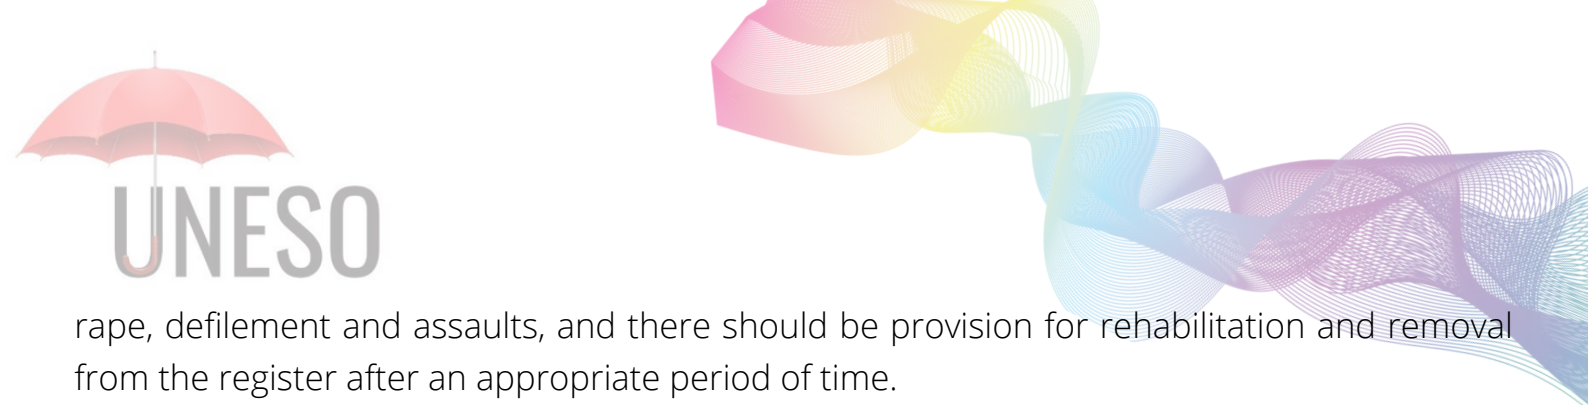 UNESO
rape, defilement and assaults, and there should be provision for rehabilitation and removal
from the register after an appropriate period of time.